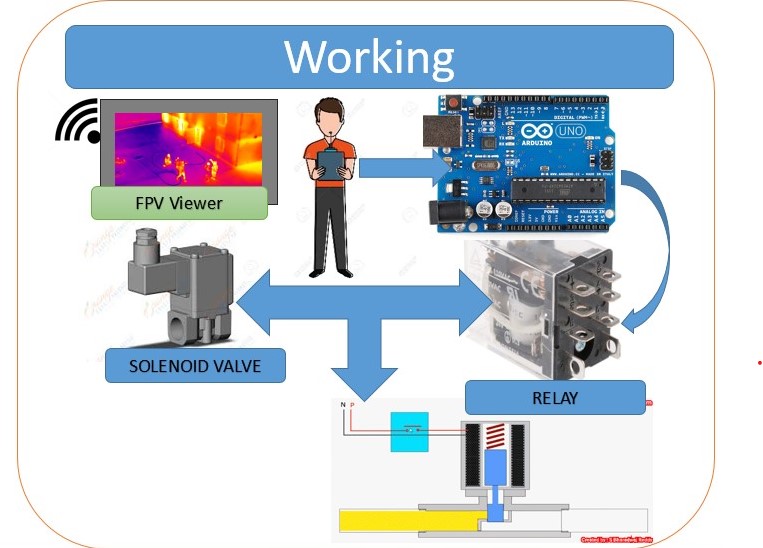 Working
FPV Viewer
UNO
ARDUINO
DIGITAL (PWM~)
POWER
ANALOG IN
SOLENOID VALVE
RELAY
N P